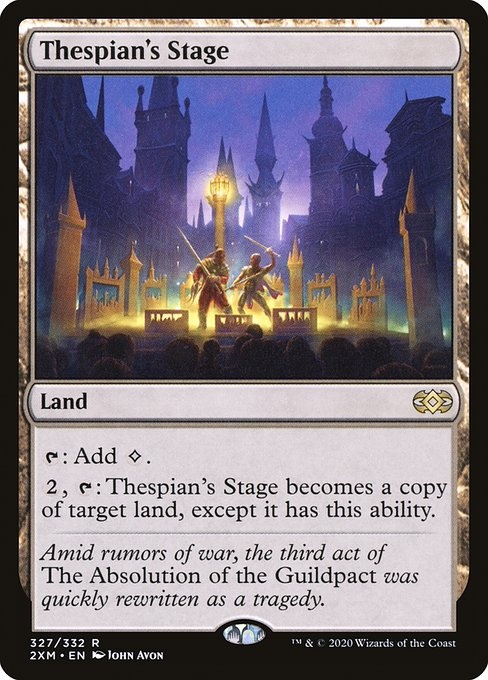 Thespian's Stage
Land
: Add .
2, : Thespian's Stage becomes a copy
of target land, except it has this ability.
Amid rumors of war, the third act of
The Absolution of the Guildpact was
quickly rewritten as a tragedy.
327/332 R
2XM • EN John Avon
™ & © 2020 Wizards of the Coast